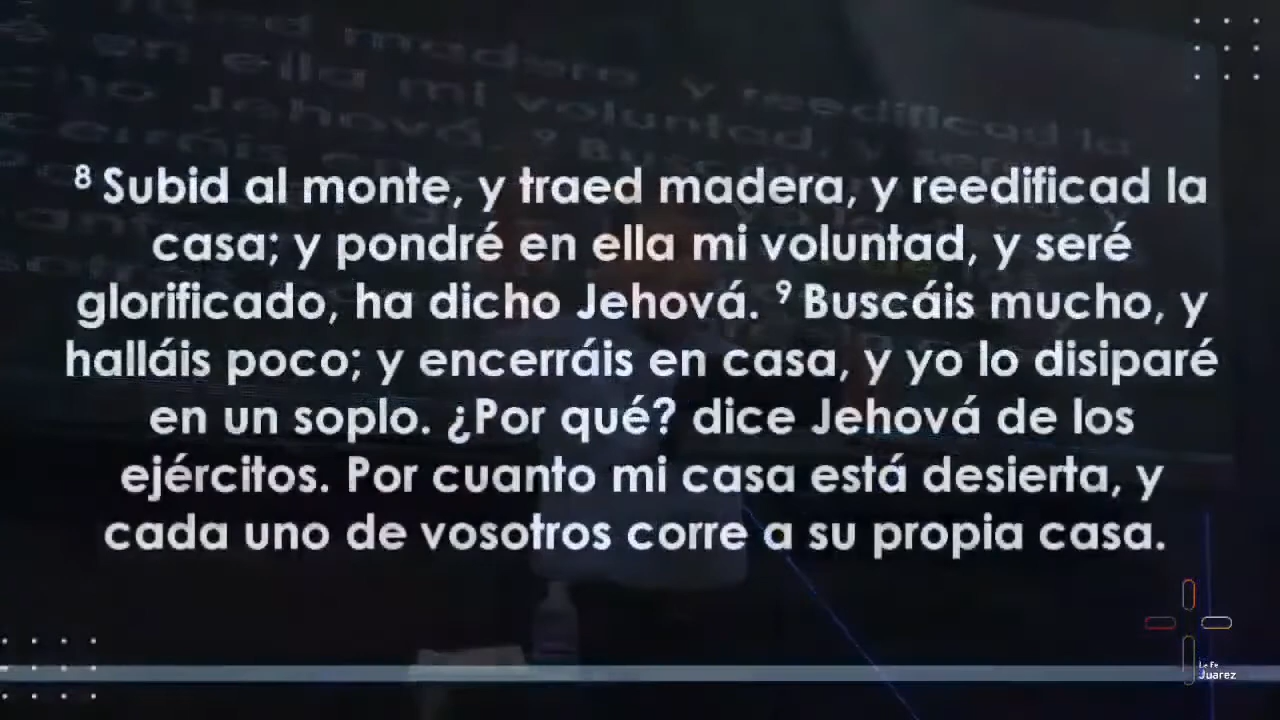 ⁸ Subid al monte, y traed madera, y reedificad la
casa; y pondré en ella mi voluntad, y seré
glorificado, ha dicho Jehová. ⁹ Buscáis mucho, y
halláis poco; y encerráis en casa, y yo lo disiparé
en un soplo. ¿Por qué? dice Jehová de los
ejércitos. Por cuanto mi casa está desierta, y
cada uno de vosotros corre a su propia casa.
La Fe
Juarez